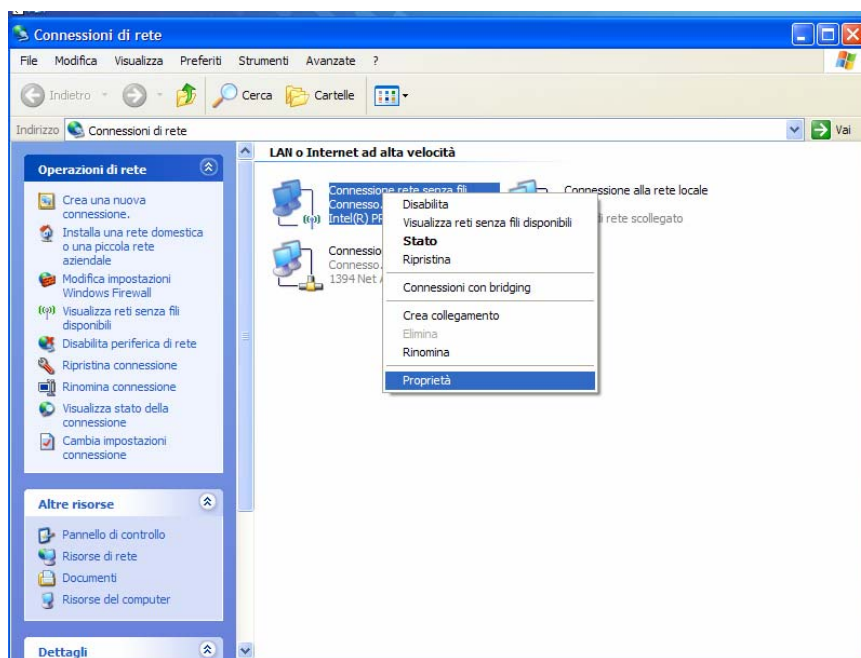 Connessioni di rete
File Modifica Visualizza Preferiti Strumenti Avanzate ?
Indietro Cerca Cartelle
Indirizzo Connessioni di rete Vai
Operazioni di rete
Crea una nuova
connessione.
Installa una rete domestica
o una piccola rete
aziendale
Modifica impostazioni
Windows Firewall
Visualizza reti senza fili
disponibili
Disabilita periferica di rete
Ripristina connessione
Rinomina connessione
Visualizza stato della
connessione
Cambia impostazioni
connessione
Altre risorse
Pannello di controllo
Risorse di rete
Documenti
Risorse del computer
Dettagli
LAN o Internet ad alta velocità
Connessione rete senza fili
Connesso
Intel(R)
Connessione alla rete locale
di rete scollegato
Connesso
1394 Net
Disabilita
Visualizza reti senza fili disponibili
Stato
Ripristina
Connessioni con bridging
Crea collegamento
Elimina
Rinomina
Proprietà